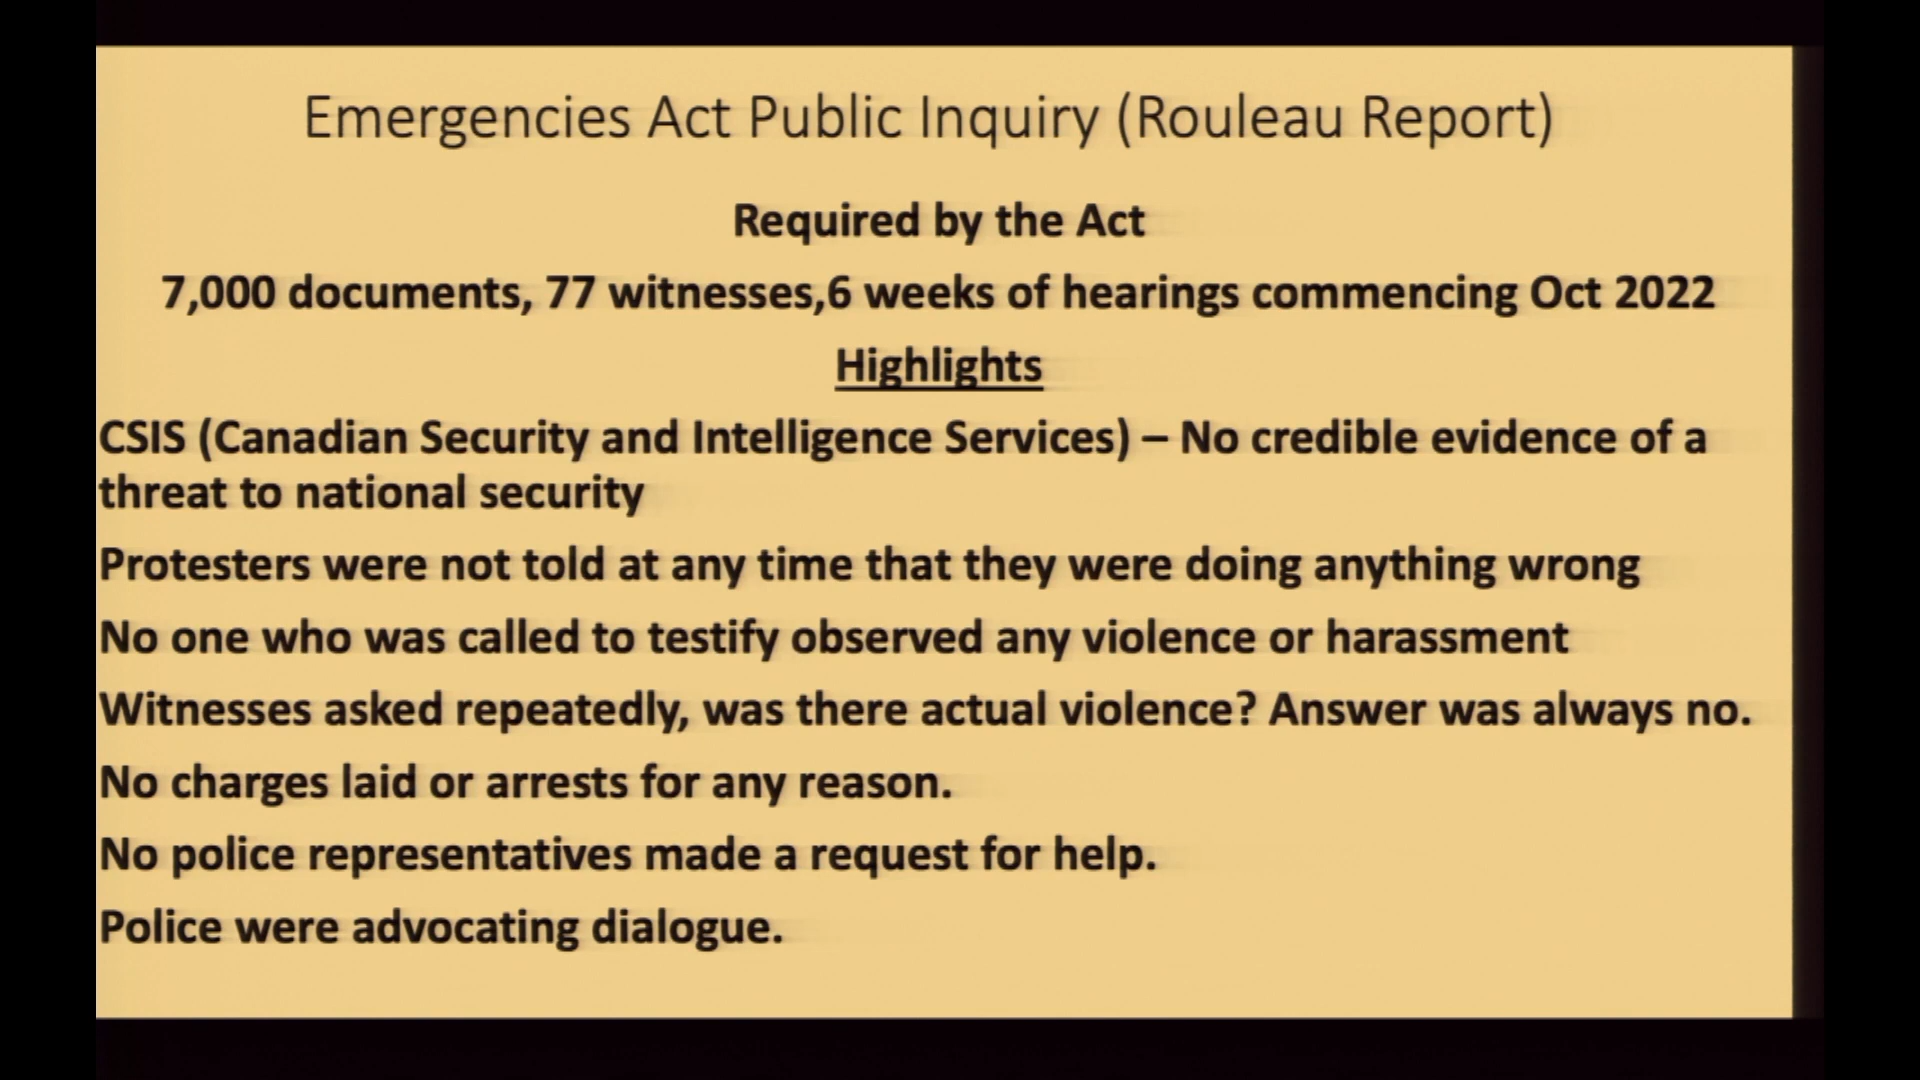 Emergencies Act Public Inquiry (Rouleau Report)
Required by the Act
7,000 documents, 77 witnesses,6 weeks of hearings commencing Oct 2022
Highlights
CSIS (Canadian Security and Intelligence Services) – No credible evidence of a
threat to national security
Protesters were not told at any time that they were doing anything wrong
No one who was called to testify observed any violence or harassment
Witnesses asked repeatedly, was there actual violence? Answer was always no.
No charges laid or arrests for any reason.
No police representatives made a request for help.
Police were advocating dialogue.